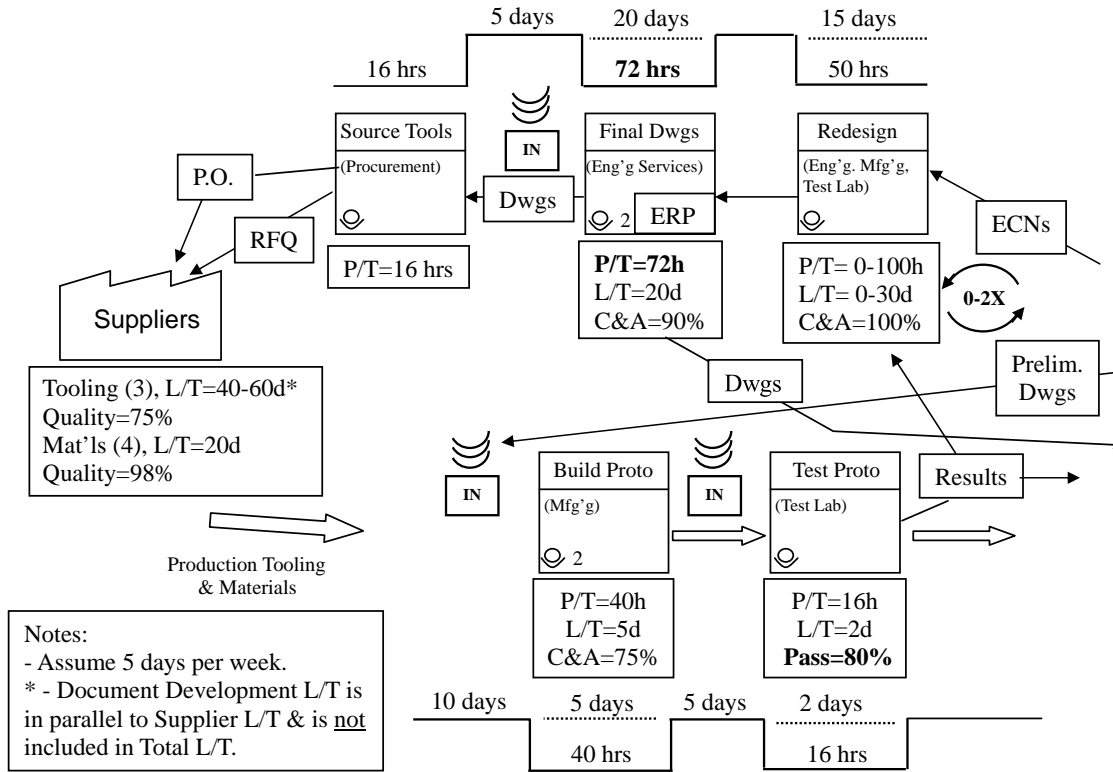 5 days
20 days
15 days
16 hrs
72 hrs
50 hrs
Source Tools
(Procurement)
IN
Final Dwgs
(Eng'g Services)
2
ERP
Redesign
(Eng'g. Mfg'g,
Test Lab)
P.O.
RFQ
Dwgs
ECNs
P/T=16 hrs
P/T=72h
L/T=20d
C&A=90%
P/T= 0-100h
L/T= 0-30d
C&A=100%
0-2X
Suppliers
Tooling (3), L/T=40-60d*
Quality=75%
Mat'ls (4), L/T=20d
Quality=98%
Dwgs
Prelim.
Dwgs
IN
Build Proto
(Mfg'g)
2
IN
Test Proto
(Test Lab)
Results
Production Tooling
& Materials
P/T=40h
L/T=5d
C&A=75%
P/T=16h
L/T=2d
Pass=80%
Notes:
- Assume 5 days per week.
* - Document Development L/T is
in parallel to Supplier L/T & is not
included in Total L/T.
10 days
5 days
5 days
2 days
40 hrs
16 hrs